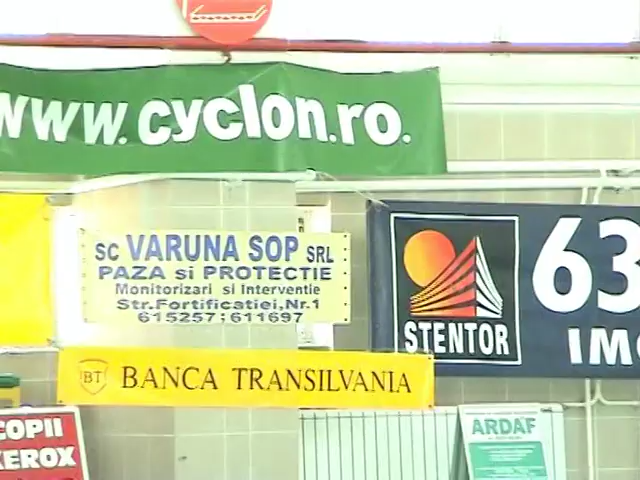 www.cyclon.ro.
SC VARUNA SOP SRL
PAZA si PROTECTIE
Monitorizari si Interventie
Str.Fortificatiei,Nr.1
615257;611697
STENTOR
63
IM
BT BANCA TRANSILVANIA
COPII
XEROX
ARDAF